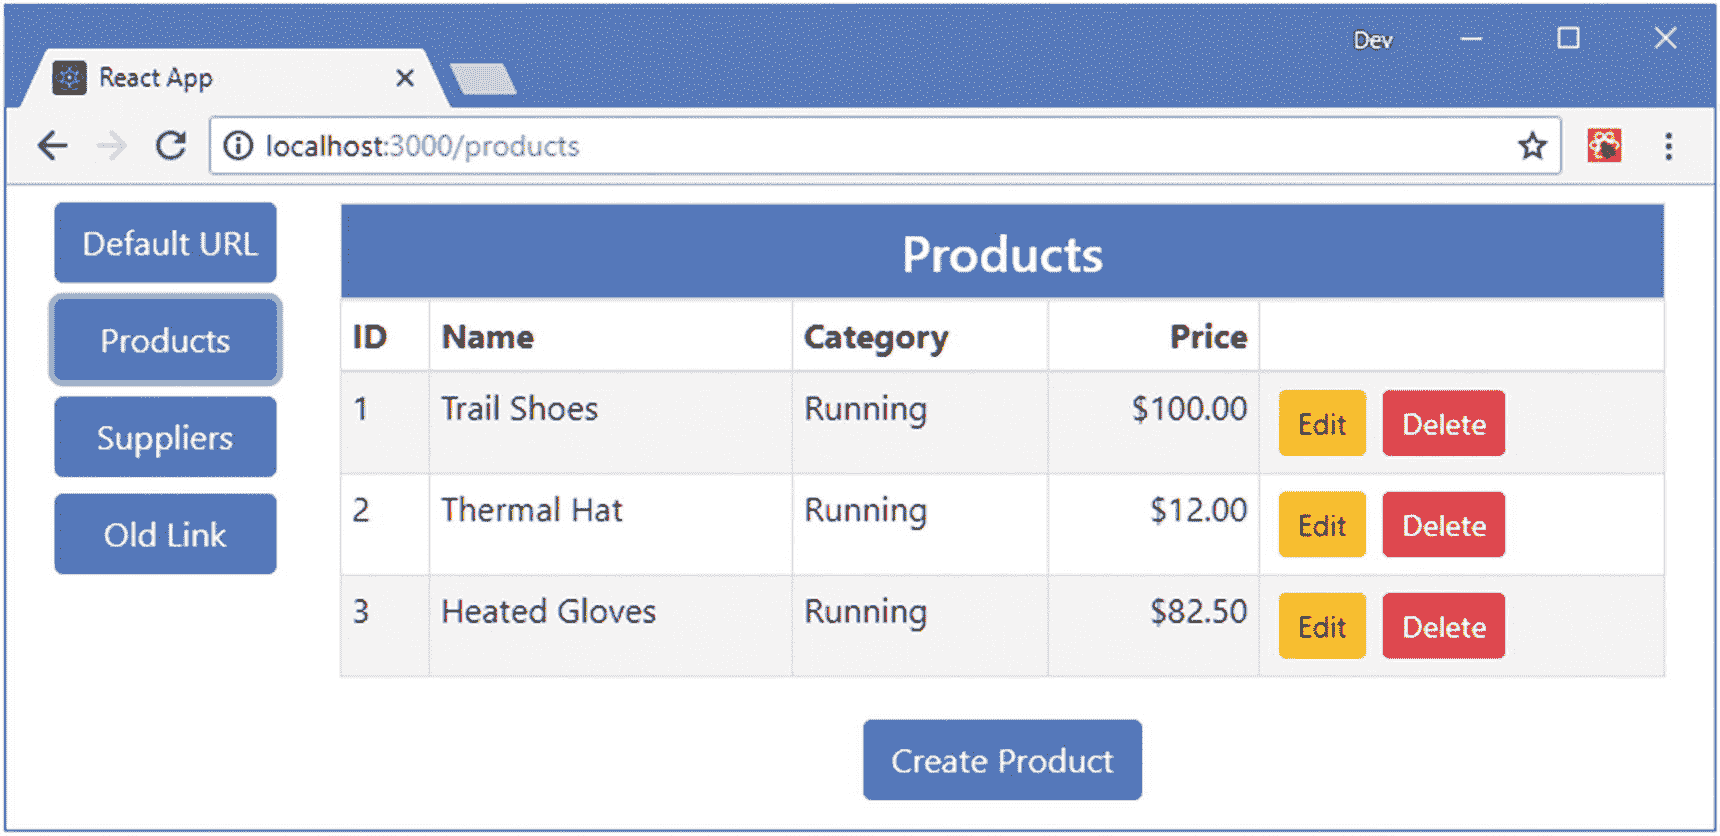 Dev
React App
localhost:3000/products
Default URL
Products
Suppliers
Old Link
Products
ID Name Category Price
1 Trail Shoes Running $100.00 Edit Delete
2 Thermal Hat Running $12.00 Edit Delete
3 Heated Gloves Running $82.50 Edit Delete
Create Product